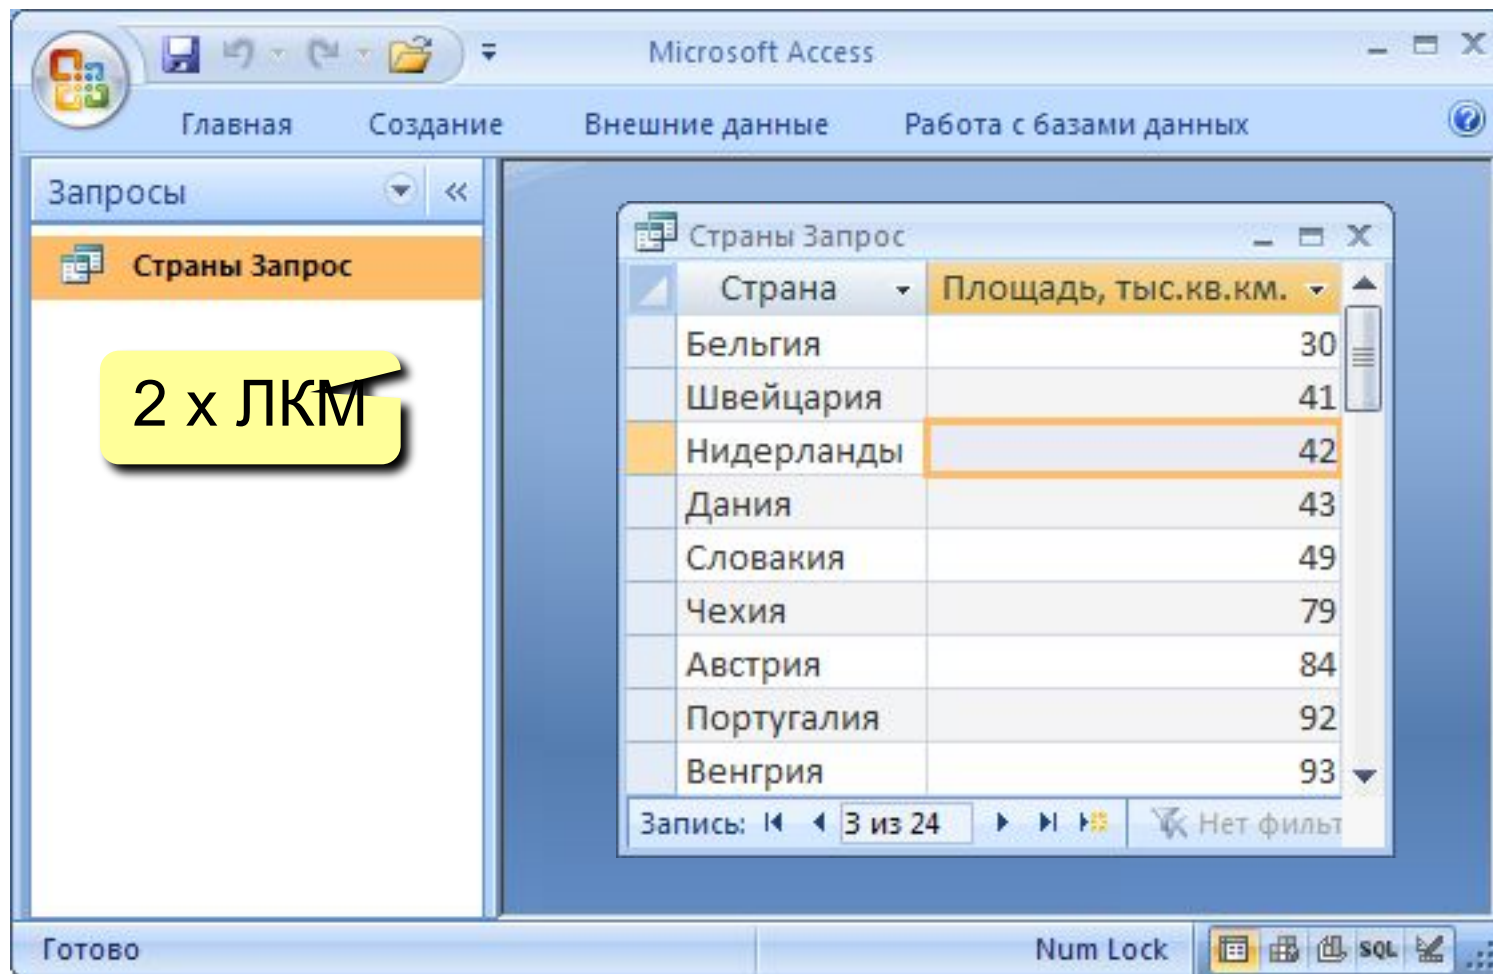 Microsoft Access
Главная Создание Внешние данные Работа с базами данных
Запросы
Страны Запрос
2 х ЛКМ
Страны Запрос
Страна Площадь, тыс.кв.км.
Бельгия 30
Швейцария 41
Нидерланды 42
Дания 43
Словакия 49
Чехия 79
Австрия 84
Португалия 92
Венгрия 93
Запись: 3 из 24 Нет фильт
Готово Num Lock SQL